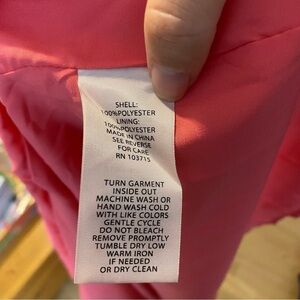 SHELL:
100%POLYESTER
LINING:
100%POLYESTER
MADE IN CHINA
SEE REVERSE
FOR CARE
RN 103715
TURN GARMENT
INSIDE OUT
MACHINE WASH OR
HAND WASH COLD
WITH LIKE COLORS
GENTLE CYCLE
DO NOT BLEACH
REMOVE PROMPTLY
TUMBLE DRY LOW
WARM IRON
IF NEEDED
OR DRY CLEAN